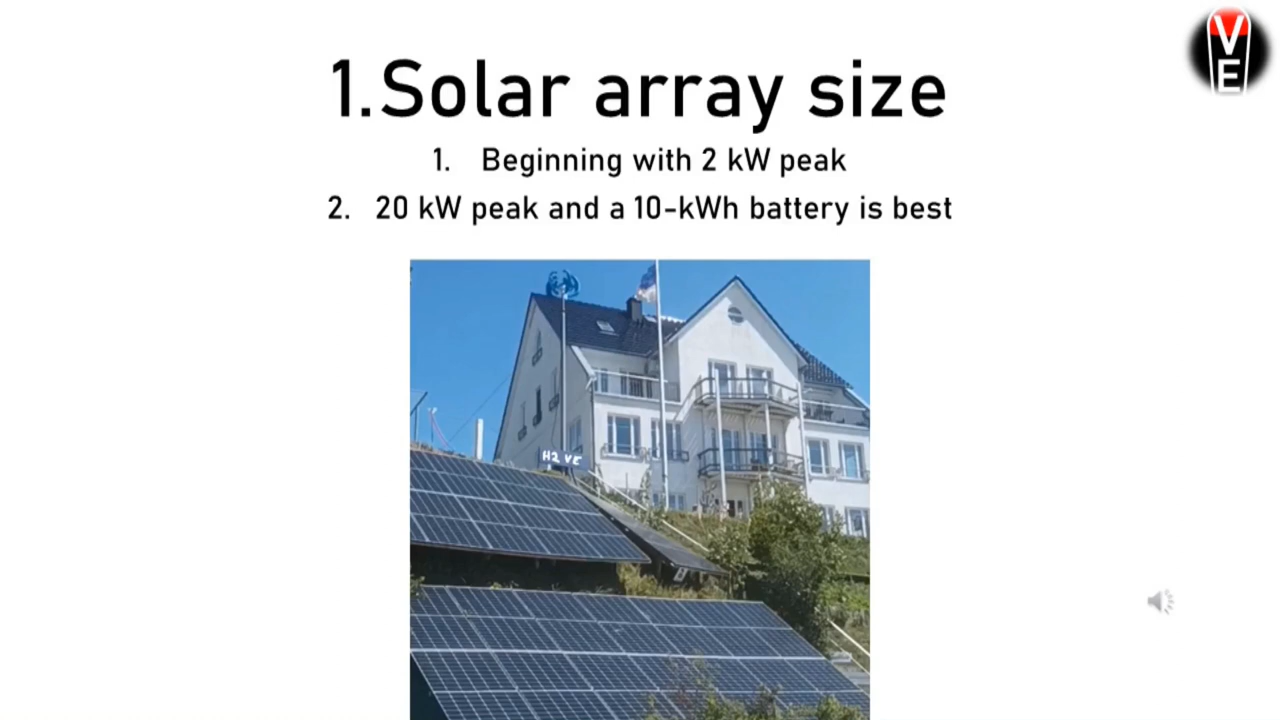 VE
1.Solar array size
1. Beginning with 2 kW peak
2. 20 kW peak and a 10-kWh battery is best
H2 VE